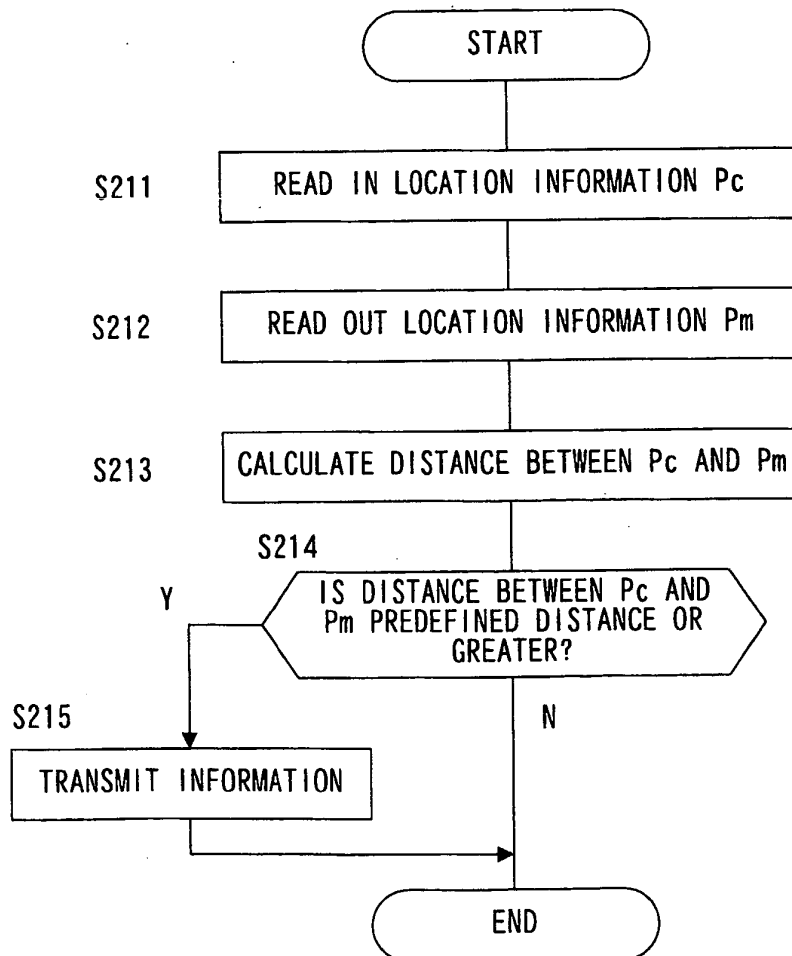 START
S211
READ IN LOCATION INFORMATION Pc
S212
READ OUT LOCATION INFORMATION Pm
S213
CALCULATE DISTANCE BETWEEN Pc AND Pm
S214
Y
IS DISTANCE BETWEEN Pc AND
Pm PREDEFINED DISTANCE OR
GREATER?
S215
N
TRANSMIT INFORMATION
END